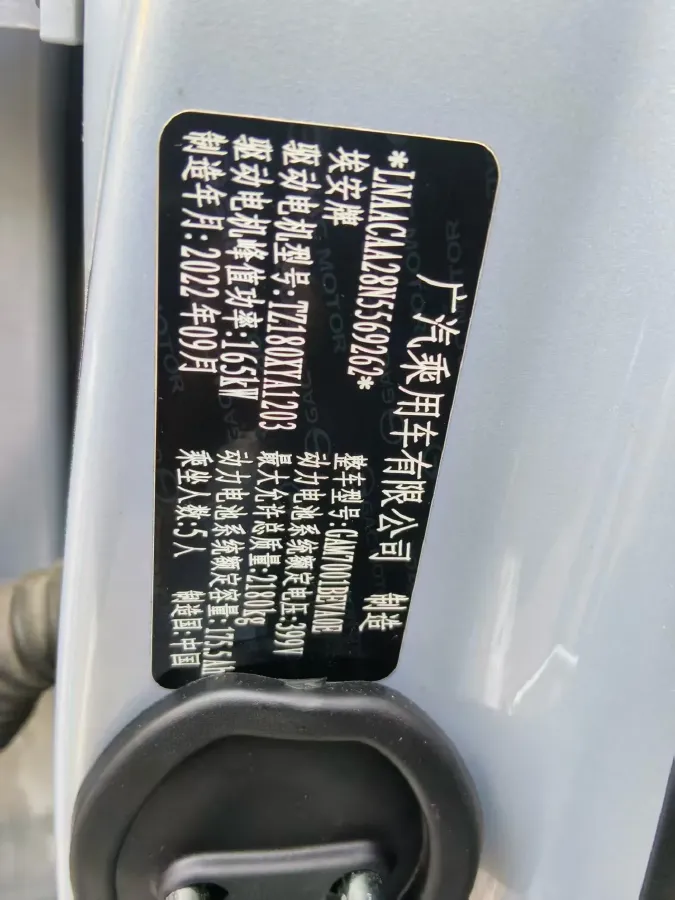 广汽乘用车有限公司 制造
*LNAACAA28N5569262*
埃安牌 整车型号:GAM7001BEVA0E
驱动电机型号:TZ180XYA1203 动力电池系统额定电压:399V
驱动电机峰值功率:165kW 最大允许总质量:2180kg
动力电池系统额定容量:175.5Ah
制造年月:2022年09月 乘坐人数:5人 制造国:中国